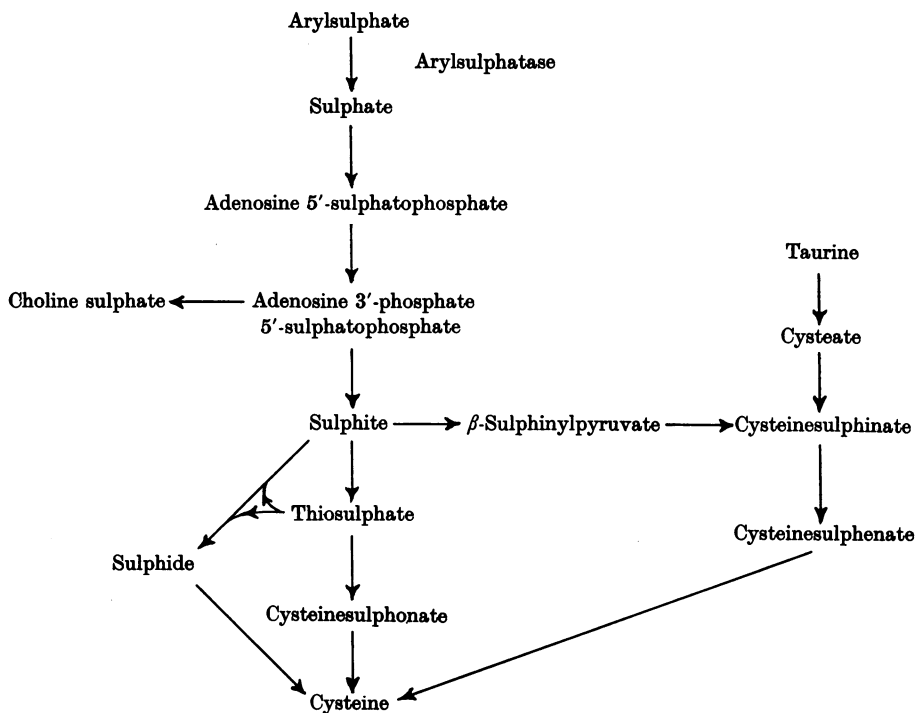 Arylsulphate
Arylsulphatase
Sulphate
Adenosine 5′-sulphatophosphate
Taurine
Choline sulphate
Adenosine 3′-phosphate
5′-sulphatophosphate
Cysteate
Sulphite
β-Sulphinylpyruvate
Cysteinesulphinate
Thiosulphate
Cysteinesulphenate
Sulphide
Cysteinesulphonate
Cysteine